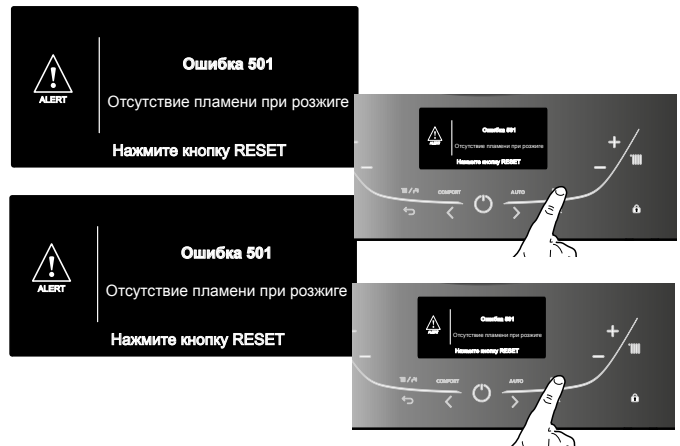 Ошибка 501
Отсутствие пламени при розжиге
ALERT
Нажмите кнопку RESET
Ошибка 501
Отсутствие пламени при розжиге
ALERT
Нажмите кнопку RESET
COMFORT
AUTO
Ошибка 501
Отсутствие пламени при розжиге
ALERT
Нажмите кнопку RESET
Ошибка 501
Отсутствие пламени при розжиге
ALERT
Нажмите кнопку RESET
COMFORT
AUTO